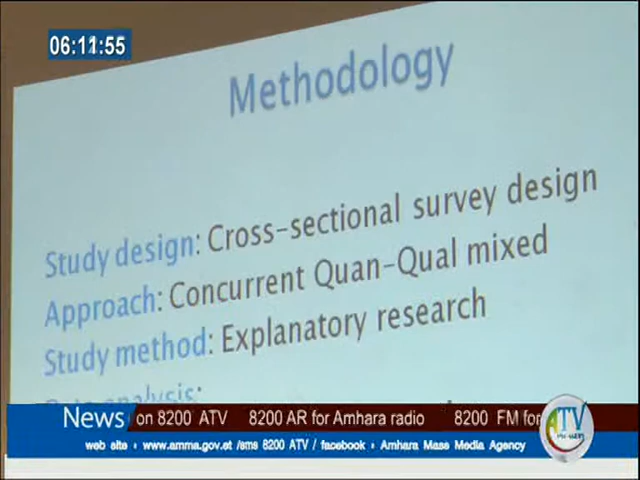 06:11:55
Methodology
Study design: Cross-sectional survey design
Approach: Concurrent Quan-Qual mixed
Study method: Explanatory research
analysis:
News on 8200 ATV 8200 AR for Amhara radio 8200 FM for
ATV
web site : www.amma.gov.et /sms 8200 ATV / facebook : Amhara Mass Media Agency